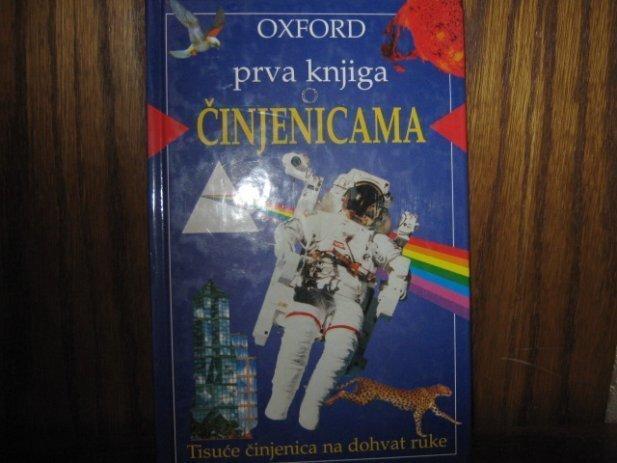 OXFORD
prva knjiga
o
ČINJENICAMA
Tisuće činjenica na dohvat ruke